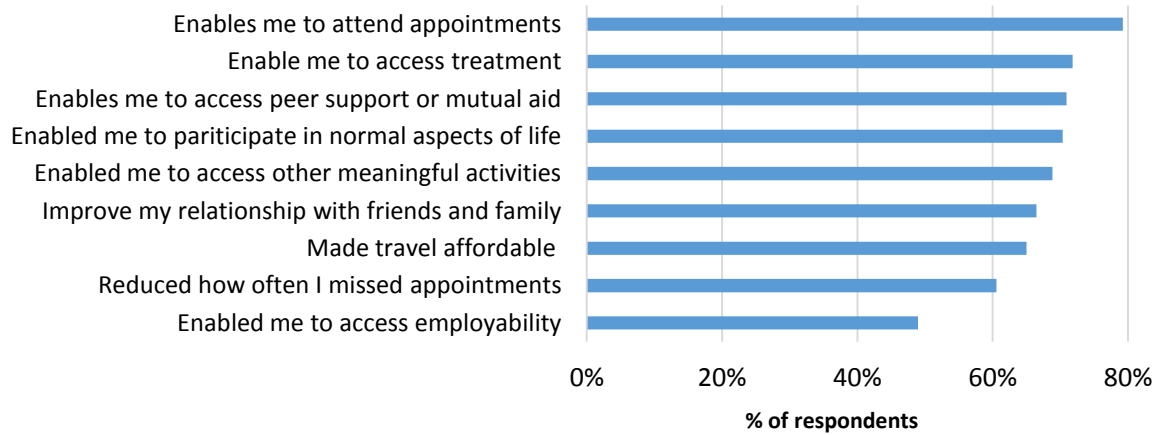 Enables me to attend appointments
Enable me to access treatment
Enables me to access peer support or mutual aid
Enabled me to pariticipate in normal aspects of life
Enabled me to access other meaningful activities
Improve my relationship with friends and family
Made travel affordable
Reduced how often I missed appointments
Enabled me to access employability
0% 20% 40% 60% 80%
% of respondents